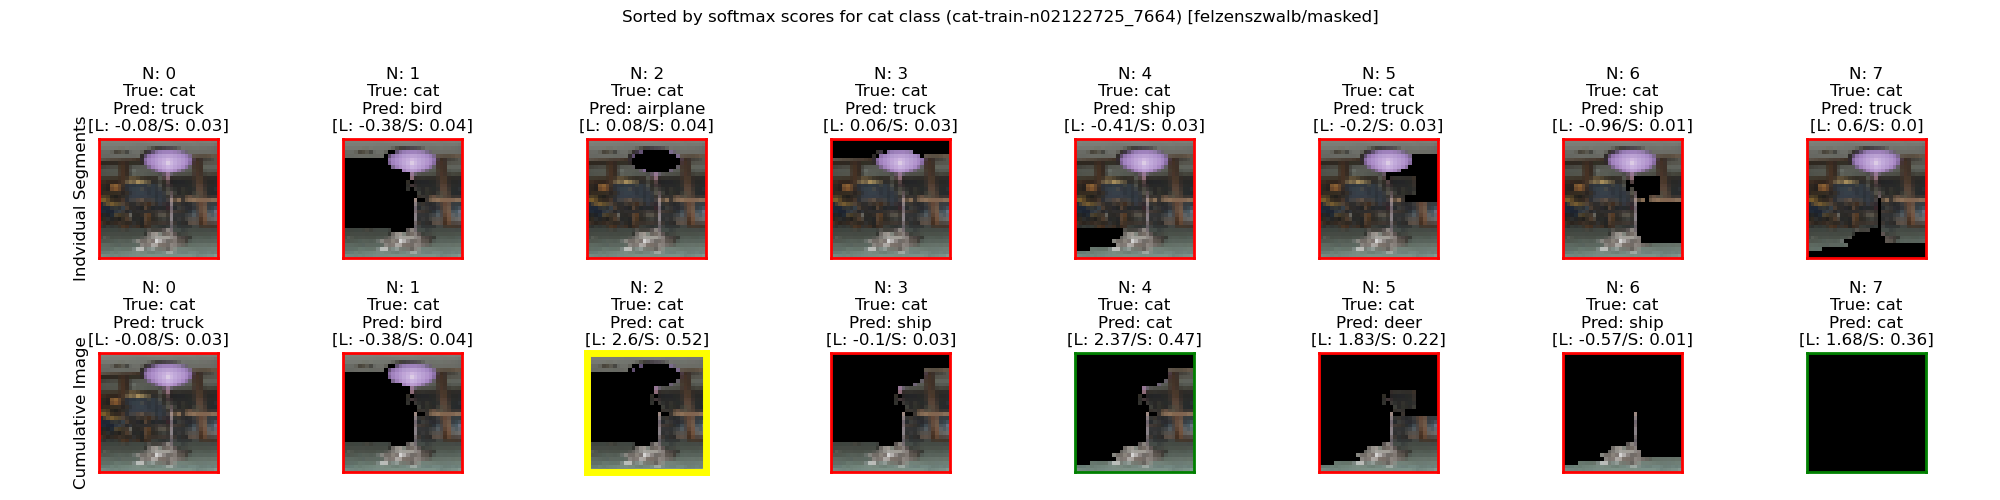 Sorted by softmax scores for cat class (cat-train-n02122725_7664) [felzenszwalb/masked]
Indvidual Segments
N: 0
True: cat
Pred: truck
[L: -0.08/S: 0.03]
N: 1
True: cat
Pred: bird
[L: -0.38/S: 0.04]
N: 2
True: cat
Pred: airplane
[L: 0.08/S: 0.04]
N: 3
True: cat
Pred: truck
[L: 0.06/S: 0.03]
N: 4
True: cat
Pred: ship
[L: -0.41/S: 0.03]
N: 5
True: cat
Pred: truck
[L: -0.2/S: 0.03]
N: 6
True: cat
Pred: ship
[L: -0.96/S: 0.01]
N: 7
True: cat
Pred: truck
[L: 0.6/S: 0.0]
Cumulative Image
N: 0
True: cat
Pred: truck
[L: -0.08/S: 0.03]
N: 1
True: cat
Pred: bird
[L: -0.38/S: 0.04]
N: 2
True: cat
Pred: cat
[L: 2.6/S: 0.52]
N: 3
True: cat
Pred: ship
[L: -0.1/S: 0.03]
N: 4
True: cat
Pred: cat
[L: 2.37/S: 0.47]
N: 5
True: cat
Pred: deer
[L: 1.83/S: 0.22]
N: 6
True: cat
Pred: ship
[L: -0.57/S: 0.01]
N: 7
True: cat
Pred: cat
[L: 1.68/S: 0.36]